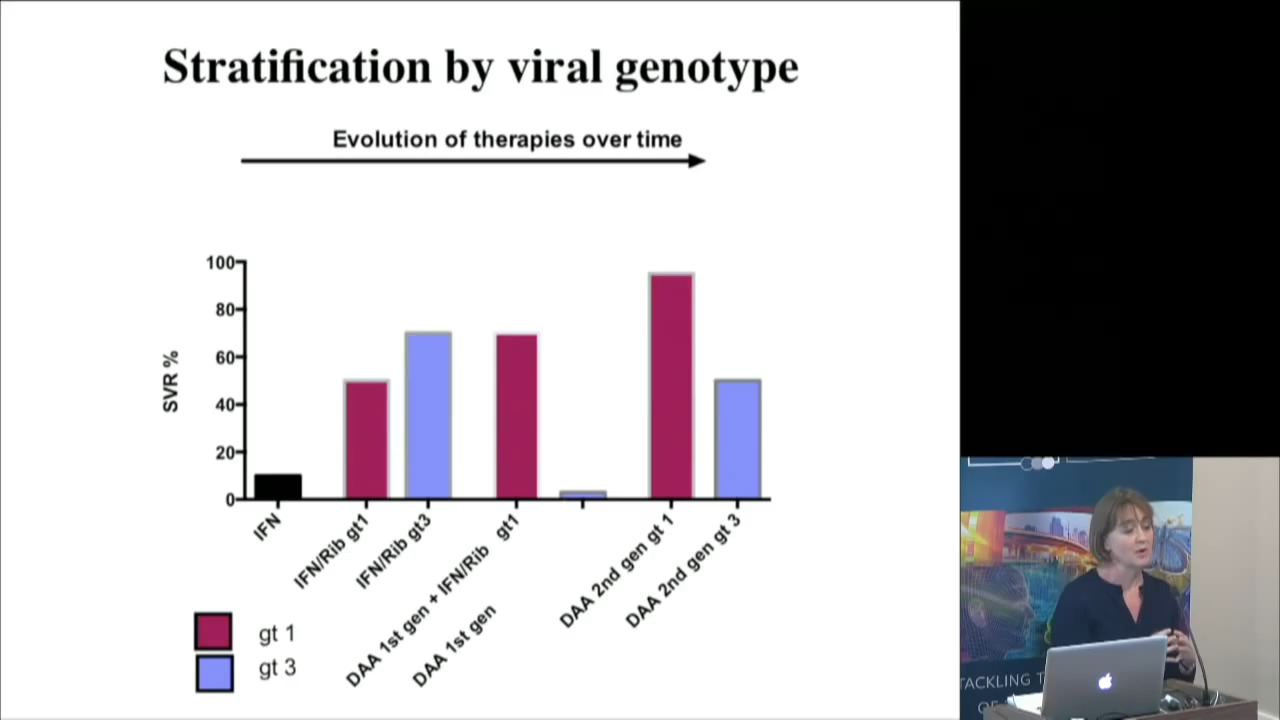 Stratification by viral genotype
Evolution of therapies over time
100
80
60
40
20
0
SVR %
IFN
IFN/Rib gt1
IFN/Rib gt3
DAA 1st gen + IFN/Rib gt1
DAA 1st gen
DAA 2nd gen gt 1
DAA 2nd gen gt 3
gt 1
gt 3
TACKLING T